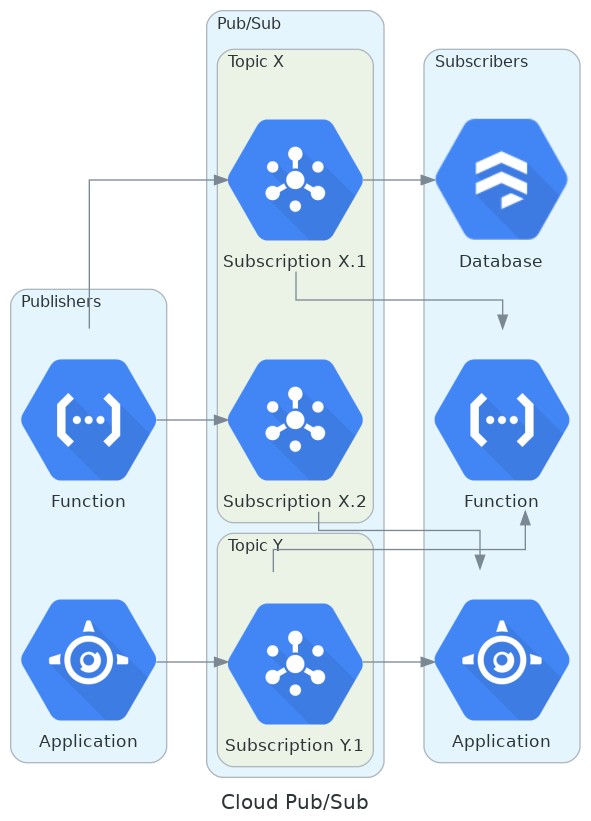 Pub/Sub
Topic X
Subscribers
Subscription X.1
Database
Publishers
Function
Subscription X.2
Function
Topic Y
Application
Subscription Y.1
Application
Cloud Pub/Sub